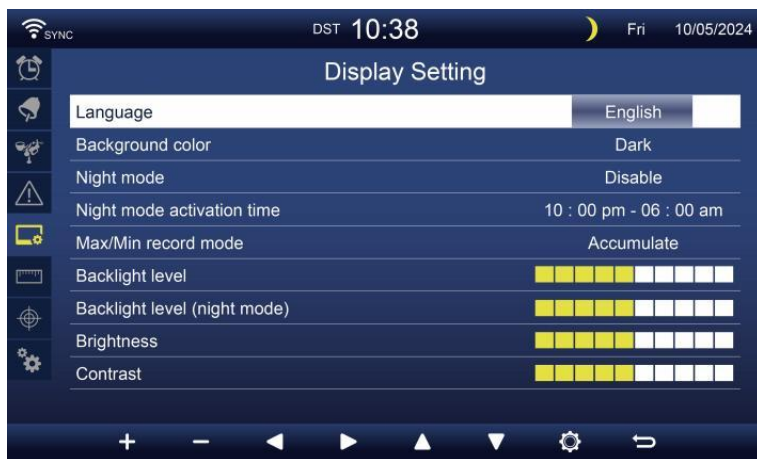 SYNC DST 10:38 Fri 10/05/2024
Display Setting
Language English
Background color Dark
Night mode Disable
Night mode activation time 10 : 00 pm - 06 : 00 am
Max/Min record mode Accumulate
Backlight level
Backlight level (night mode)
Brightness
Contrast